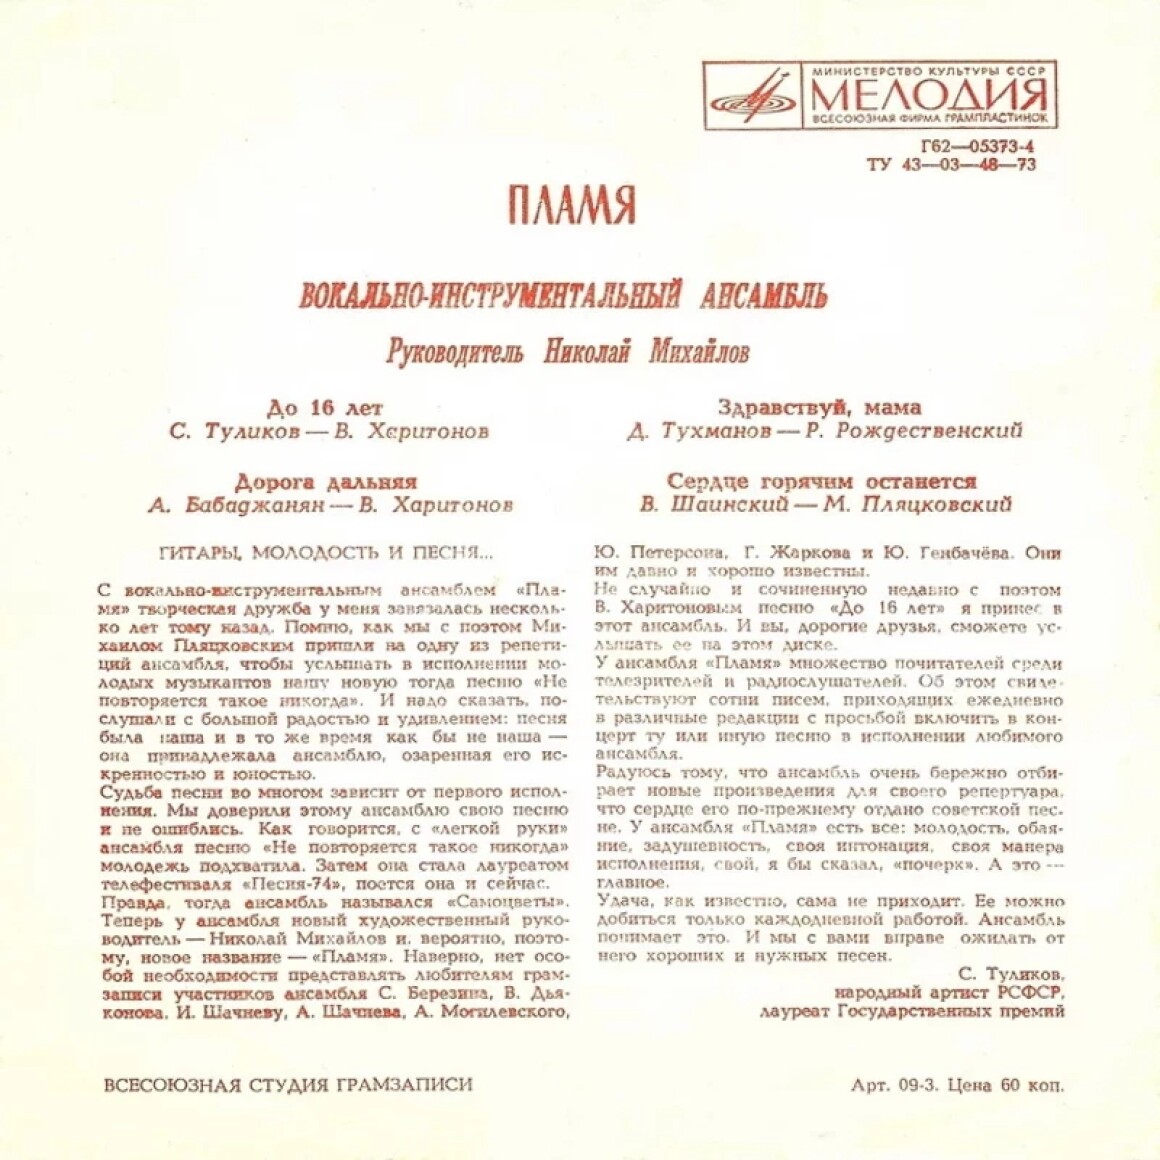 МИНИСТЕРСТВО КУЛЬТУРЫ СССР
МЕЛОДИЯ
ВСЕСОЮЗНАЯ ФИРМА ГРАМПЛАСТИНОК
Г62—05373-4
ТУ 43—03—48—73
ПЛАМЯ
ВОКАЛЬНО-ИНСТРУМЕНТАЛЬНЫЙ АНСАМБЛЬ
Руководитель Николай Михайлов
До 16 лет
С. Туликов — В. Харитонов
Дорога дальняя
А. Бабаджанян — В. Харитонов
Здравствуй, мама
Д. Тухманов — Р. Рождественский
Сердце горячим останется
В. Шаинский — М. Пляцковский
ГИТАРЫ, МОЛОДОСТЬ И ПЕСНЯ...
С вокально-инструментальным ансамблем «Пла-
мя» творческая дружба у меня завязалась несколь-
ко лет тому назад. Помню, как мы с поэтом Ми-
хаилом Пляцковским пришли на одну из репети-
ций ансамбля, чтобы услышать в исполнении мо-
лодых музыкантов нашу новую тогда песню «Не
повторяется такое никогда». И надо сказать, по-
слушали с большой радостью и удивлением: песня
была наша и в то же время как бы не наша —
она принадлежала ансамблю, озаренная его ис-
кренностью и юностью.
Судьба песни во многом зависит от первого испол-
нения. Мы доверили этому ансамблю свою песню
и не ошиблись. Как говорится, с «легкой руки»
ансамбля песню «Не повторяется такое никогда»
молодежь подхватила. Затем она стала лауреатом
телефестиваля «Песня-74», поется она и сейчас.
Правда, тогда ансамбль назывался «Самоцветы».
Теперь у ансамбля новый художественный руко-
водитель — Николай Михайлов и, вероятно, поэто-
му, новое название — «Пламя». Наверно, нет осо-
бой необходимости представлять любителям грам-
записи участников ансамбля С. Березина, В. Дья-
конова, И. Шачневу, А. Шачнева, А. Могилевского,
Ю. Петерсона, Г. Жаркова и Ю. Генбачёва. Они
им давно и хорошо известны.
Не случайно и сочиненную недавно с поэтом
В. Харитоновым песню «До 16 лет» я принес в
этот ансамбль. И вы, дорогие друзья, сможете ус-
лышать ее на этом диске.
У ансамбля «Пламя» множество почитателей среди
телезрителей и радиослушателей. Об этом свиде-
тельствуют сотни писем, приходящих ежедневно
в различные редакции с просьбой включить в кон-
церт ту или иную песню в исполнении любимого
ансамбля.
Радуюсь тому, что ансамбль очень бережно отби-
рает новые произведения для своего репертуара,
что сердце его по-прежнему отдано советской пес-
не. У ансамбля «Пламя» есть все: молодость, обая-
ние, задушевность, своя интонация, своя манера
исполнения, свой, я бы сказал, «почерк». А это —
главное.
Удача, как известно, сама не приходит. Ее можно
добиться только каждодневной работой. Ансамбль
понимает это. И мы с вами вправе ожидать от
него хороших и нужных песен.
С. Туликов,
народный артист РСФСР,
лауреат Государственных премий
ВСЕСОЮЗНАЯ СТУДИЯ ГРАМЗАПИСИ
Арт. 09-3. Цена 60 коп.